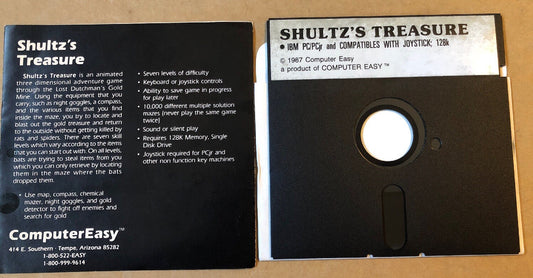 Shultz's
Treasure
Shultz's Treasure is an animated
three dimensional adventure game
through the Lost Dutchman's Gold
Mine. Using the equipment that you
carry, such as night goggles, a compass,
and the various items that you find
inside the maze, you try to locate and
blast out the gold treasure and return
to the outside without getting killed by
rats and spiders. There are seven skill
levels which vary according to the items
that you can start out with. On all levels,
bats are trying to steal items from you
which you can only retrieve by locating
them in the maze where the bats
dropped them.
• Use map, compass, chemical
mazer, night goggles, and gold
detector to fight off enemies and
search for gold
• Seven levels of difficulty
• Keyboard or joystick controls
• Ability to save game in progress
for play later
• 10,000 different multiple solution
mazes (never play the same game
twice)
• Sound or silent play
• Requires 128K Memory, Single
Disk Drive
• Joystick required for PCjr and
other non function key machines
ComputerEasy™
414 E. Southern · Tempe, Arizona 85282
1-800-522-EASY
1-800-999-9614
SHULTZ'S TREASURE
• IBM PC/PCjr and COMPATIBLES WITH JOYSTICK; 128k
© 1987 Computer Easy
a product of COMPUTER EASY™